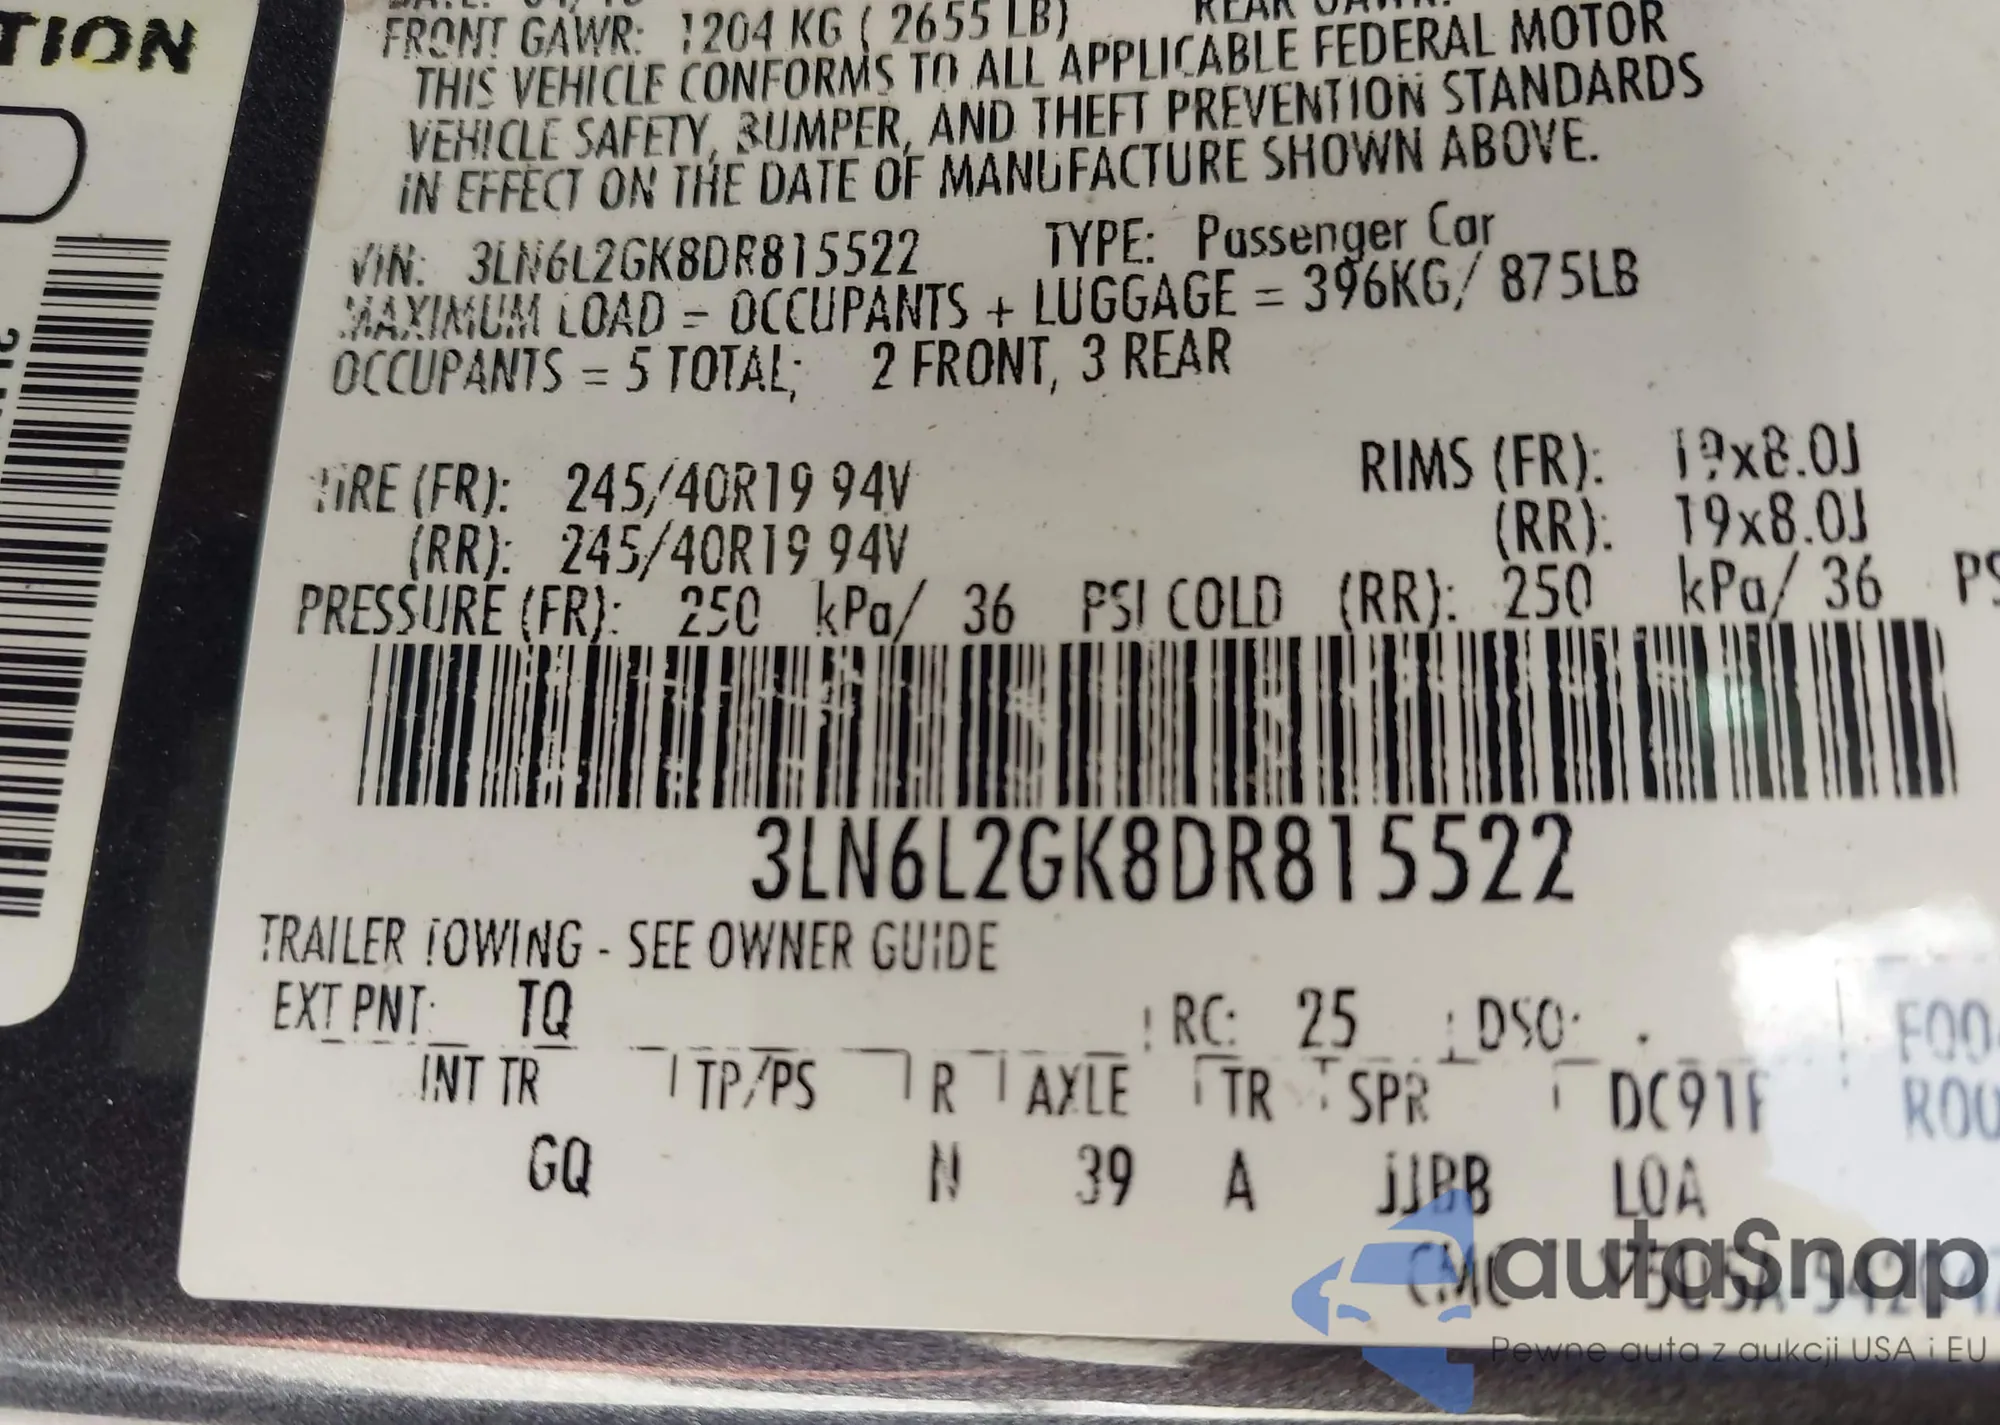 TION
FRONT GAWR: 1204 KG ( 2655 LB)
THIS VEHICLE CONFORMS TO ALL APPLICABLE FEDERAL MOTOR
VEHICLE SAFETY, BUMPER, AND THEFT PREVENTION STANDARDS
IN EFFECT ON THE DATE OF MANUFACTURE SHOWN ABOVE.
VIN: 3LN6L2GK8DR815522 TYPE: Passenger Car
MAXIMUM LOAD = OCCUPANTS + LUGGAGE = 396KG/ 875LB
OCCUPANTS = 5 TOTAL; 2 FRONT, 3 REAR
TIRE (FR): 245/40R19 94V RIMS (FR): 19x8.0J
(RR): 245/40R19 94V (RR): 19x8.0J
PRESSURE (FR): 250 kPa/ 36 PSI COLD (RR): 250 kPa/ 36 PS
3LN6L2GK8DR815522
TRAILER TOWING - SEE OWNER GUIDE
EXT PNT: TQ RC: 25 DSO:
INT TR TP/PS R AXLE TR SPR
GQ N 39 A JJBB
autaSnap
Pewne auta z aukcji USA i EU